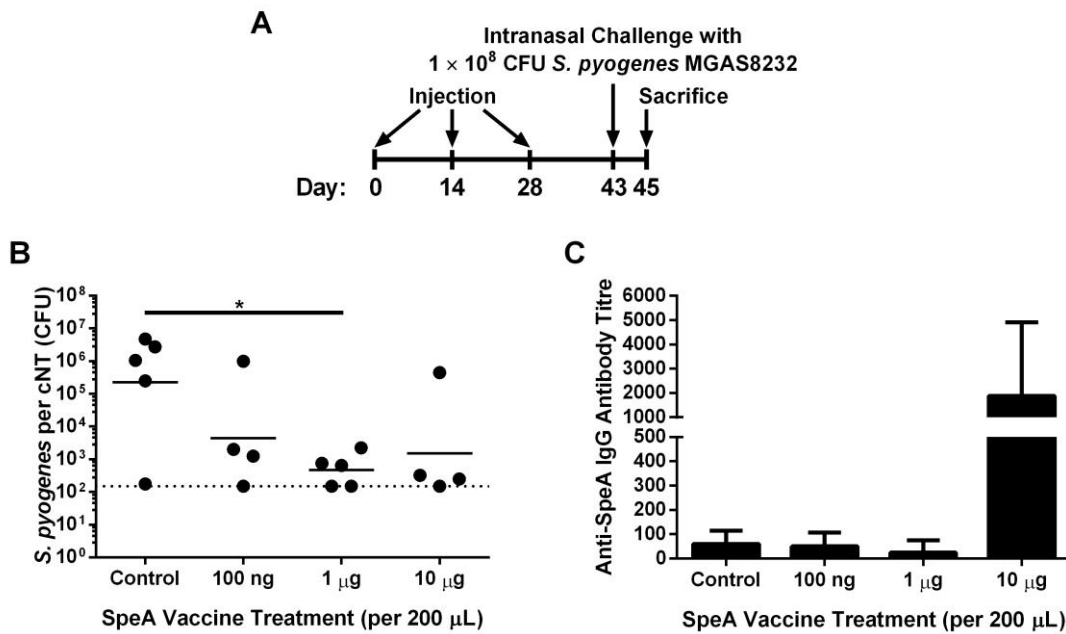 A
Intranasal Challenge with
1 × 10⁸ CFU S. pyogenes MGAS8232
Injection
Sacrifice
Day: 0 14 28 43 45
B
S. pyogenes per cNT (CFU)
10⁸
10⁷
10⁶
10⁵
10⁴
10³
10²
10¹
10⁰
*
Control 100 ng 1 μg 10 μg
SpeA Vaccine Treatment (per 200 μL)
C
Anti-SpeA IgG Antibody Titre
6000
5000
4000
3000
2000
1000
500
400
300
200
100
0
Control 100 ng 1 μg 10 μg
SpeA Vaccine Treatment (per 200 μL)